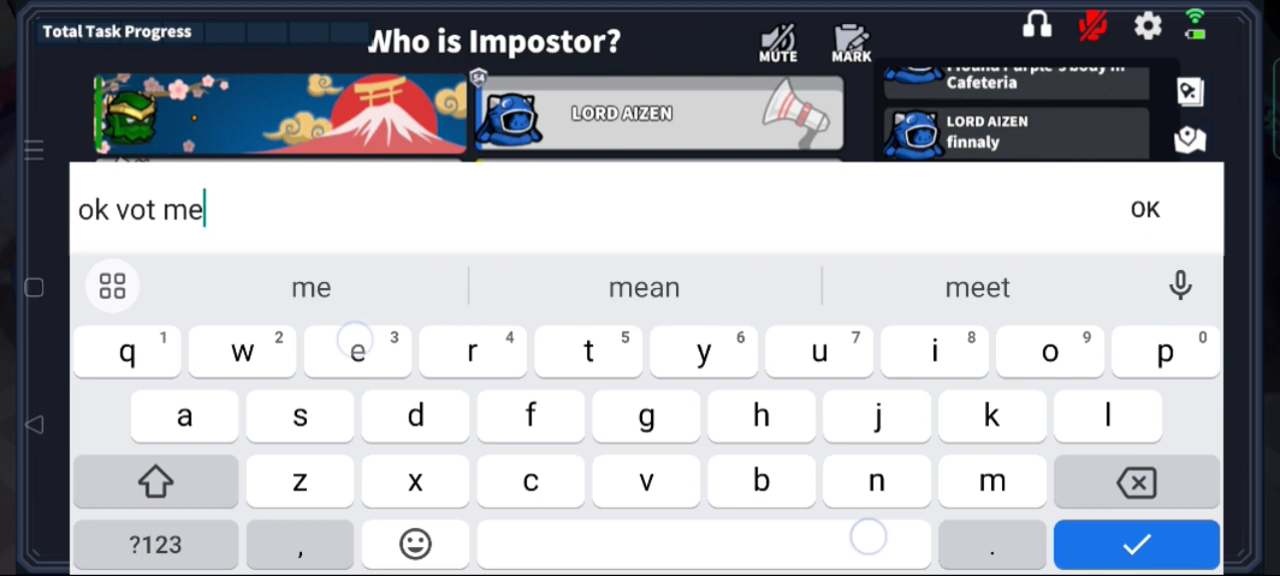 Total Task Progress
Who is Impostor?
MUTE
MARK
54
LORD AIZEN
Cafeteria
LORD AIZEN
finnaly
ok vot me
OK
me
mean
meet
q 1 w 2 e 3 r 4 t 5 y 6 u 7 i 8 o 9 p 0
a s d f g h j k l
z x c v b n m
?123 , .